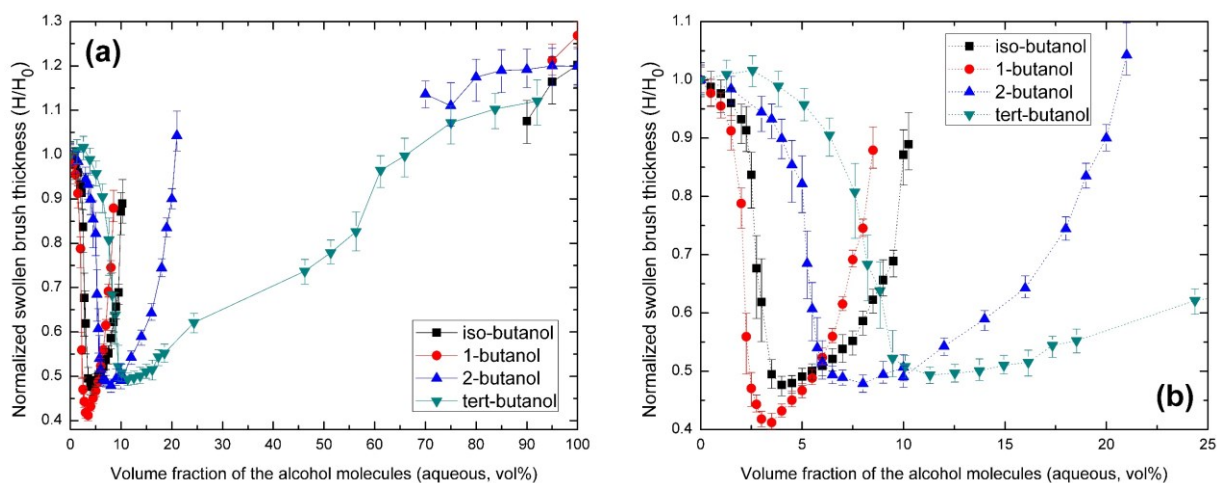 (a)
Normalized swollen brush thickness (H/H0)
1.3
1.2
1.1
1.0
0.9
0.8
0.7
0.6
0.5
0.4
iso-butanol
1-butanol
2-butanol
tert-butanol
0 10 20 30 40 50 60 70 80 90 100
Volume fraction of the alcohol molecules (aqueous, vol%)
Normalized swollen brush thickness (H/H0)
1.1
1.0
0.9
0.8
0.7
0.6
0.5
0.4
iso-butanol
1-butanol
2-butanol
tert-butanol
(b)
0 5 10 15 20 25
Volume fraction of the alcohol molecules (aqueous, vol%)